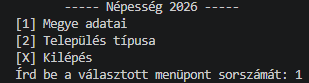 ----- Népesség 2026 -----
[1] Megye adatai
[2] Település típusa
[X] Kilépés
Írd be a választott menüpont sorszámát: 1